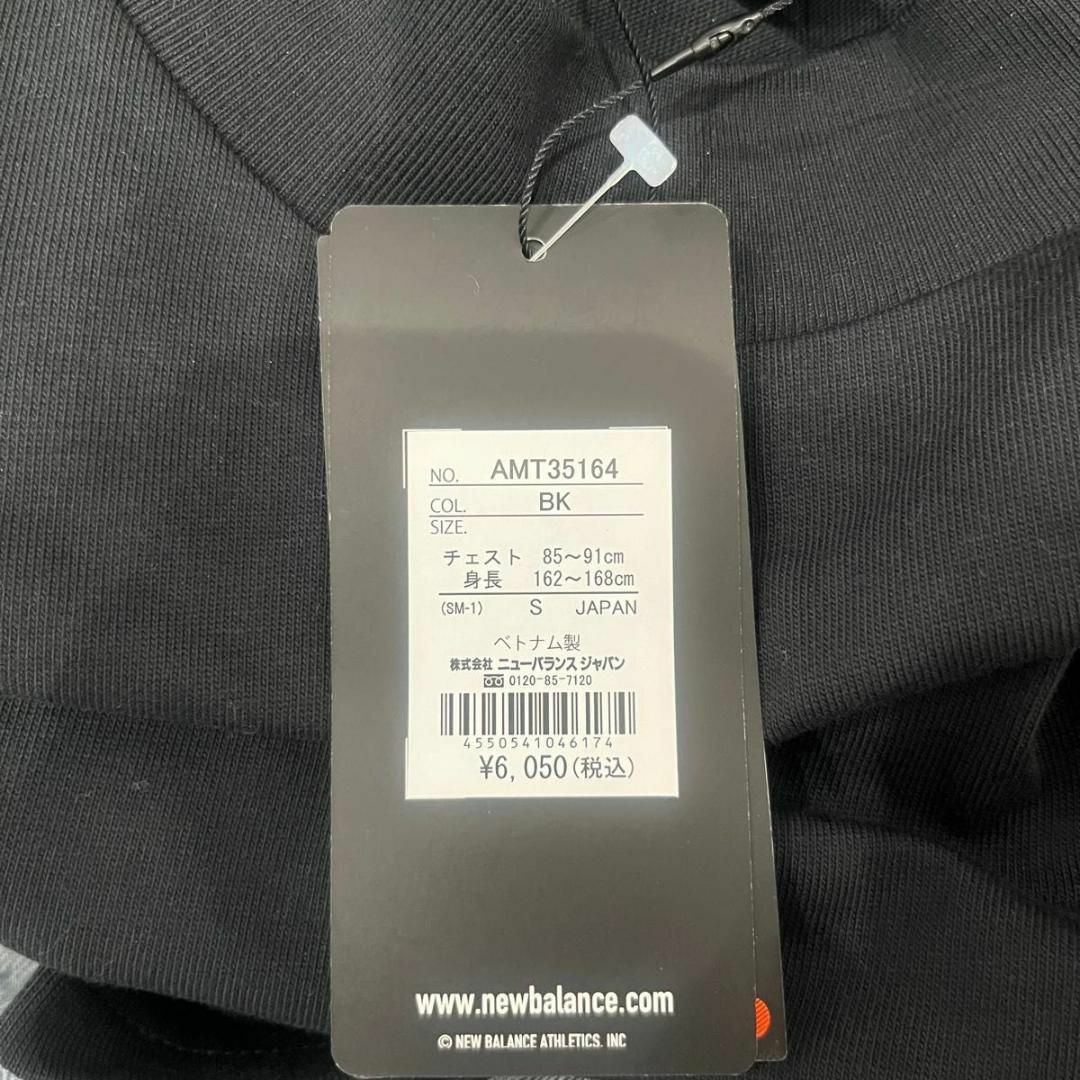 NO. AMT35164
COL. BK
SIZE.
チェスト 85～91cm
身長 162～168cm
(SM-1) S JAPAN
ベトナム製
株式会社 ニューバランス ジャパン
0120-85-7120
4550541046174
¥6,050(税込)
www.newbalance.com
© NEW BALANCE ATHLETICS. INC